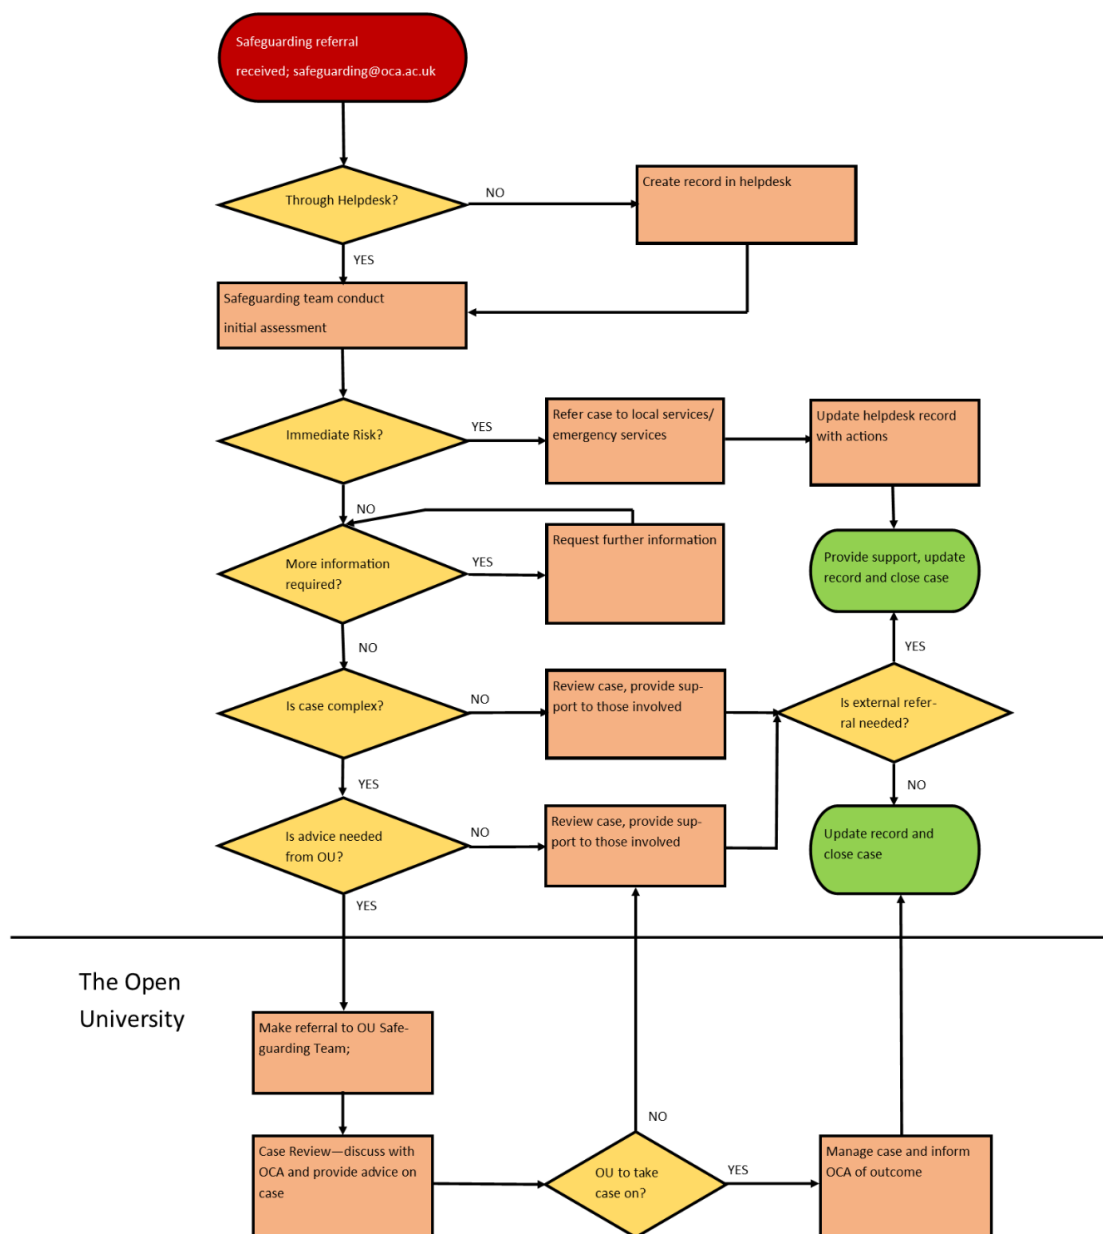 Safeguarding referral
received; safeguarding@oca.ac.uk
Through Helpdesk?
NO
Create record in helpdesk
YES
Safeguarding team conduct
initial assessment
Immediate Risk?
YES
Refer case to local services/
emergency services
Update helpdesk record
with actions
NO
More information
required?
YES
Request further information
Provide support, update
record and close case
NO
YES
Is case complex?
NO
Review case, provide sup-
port to those involved
Is external refer-
ral needed?
YES
NO
Is advice needed
from OU?
NO
Review case, provide sup-
port to those involved
Update record and
close case
YES
The Open
University
Make referral to OU Safe-
guarding Team;
Case Review—discuss with
OCA and provide advice on
case
NO
OU to take
case on?
YES
Manage case and inform
OCA of outcome